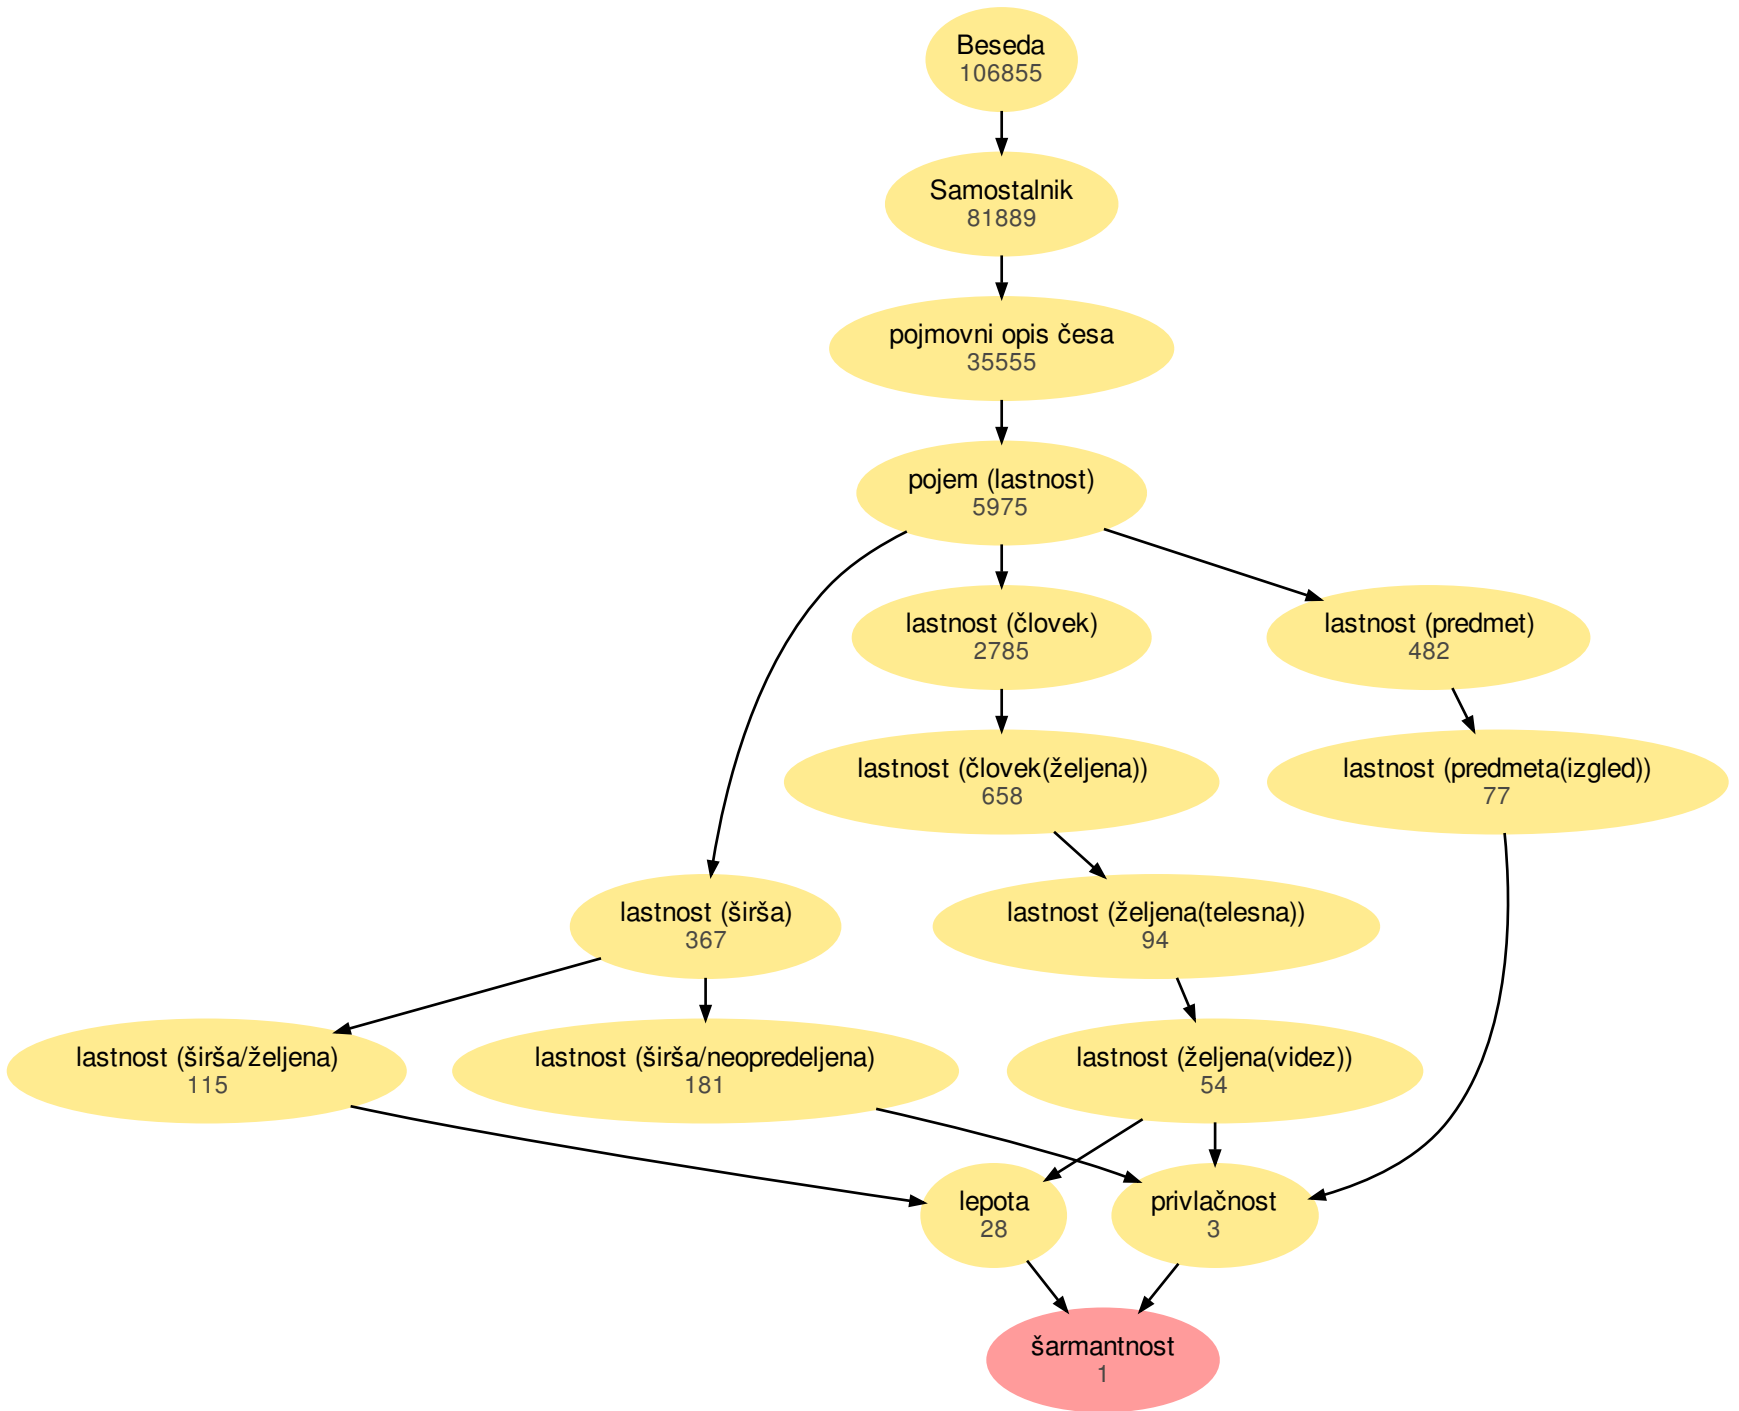 Beseda
106855
Samostalnik
81889
pojmovni opis česa
35555
pojem (lastnost)
5975
lastnost (človek)
2785
lastnost (predmet)
482
lastnost (človek(željena))
658
lastnost (predmeta(izgled))
77
lastnost (širša)
367
lastnost (željena(telesna))
94
lastnost (širša/željena)
115
lastnost (širša/neopredeljena)
181
lastnost (željena(videz))
54
lepota
28
privlačnost
3
šarmantnost
1